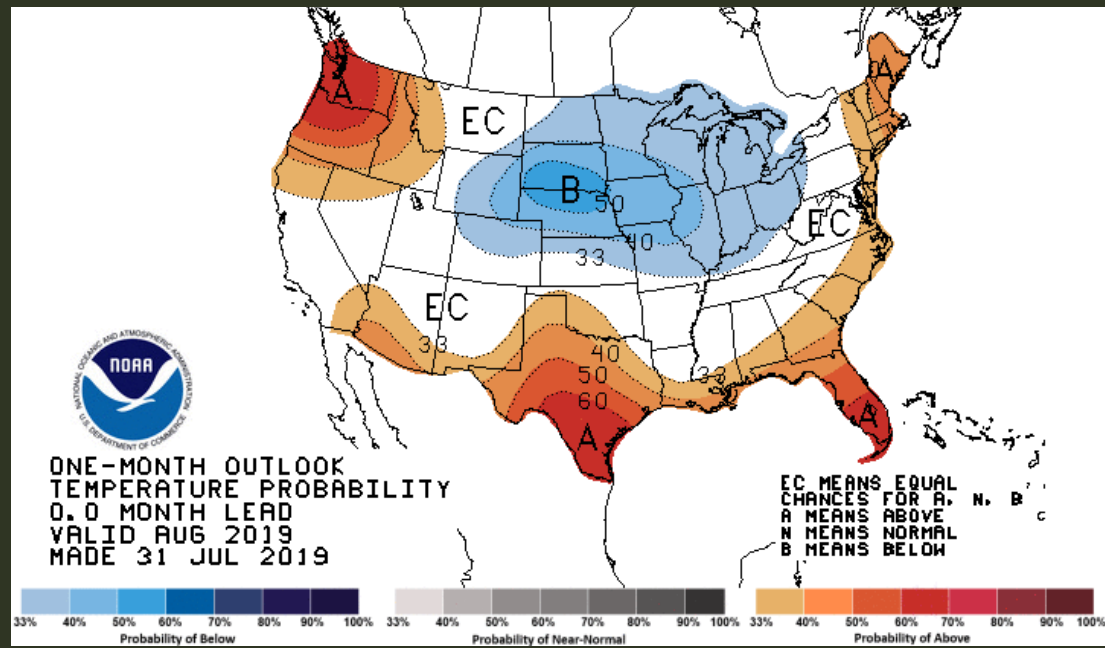 A
A
EC
B
50
EC
40
33
EC
33
40
50
33
60
A
A
NATIONAL OCEANIC AND ATMOSPHERIC ADMINISTRATION
NOAA
U.S. DEPARTMENT OF COMMERCE
ONE-MONTH OUTLOOK
TEMPERATURE PROBABILITY
0.0 MONTH LEAD
VALID AUG 2019
MADE 31 JUL 2019
EC MEANS EQUAL
CHANCES FOR A, N, B
A MEANS ABOVE
N MEANS NORMAL
B MEANS BELOW
C
33% 40% 50% 60% 70% 80% 90% 100%
Probability of Below
33% 40% 50% 60% 70% 80% 90% 100%
Probability of Near-Normal
33% 40% 50% 60% 70% 80% 90% 100%
Probability of Above